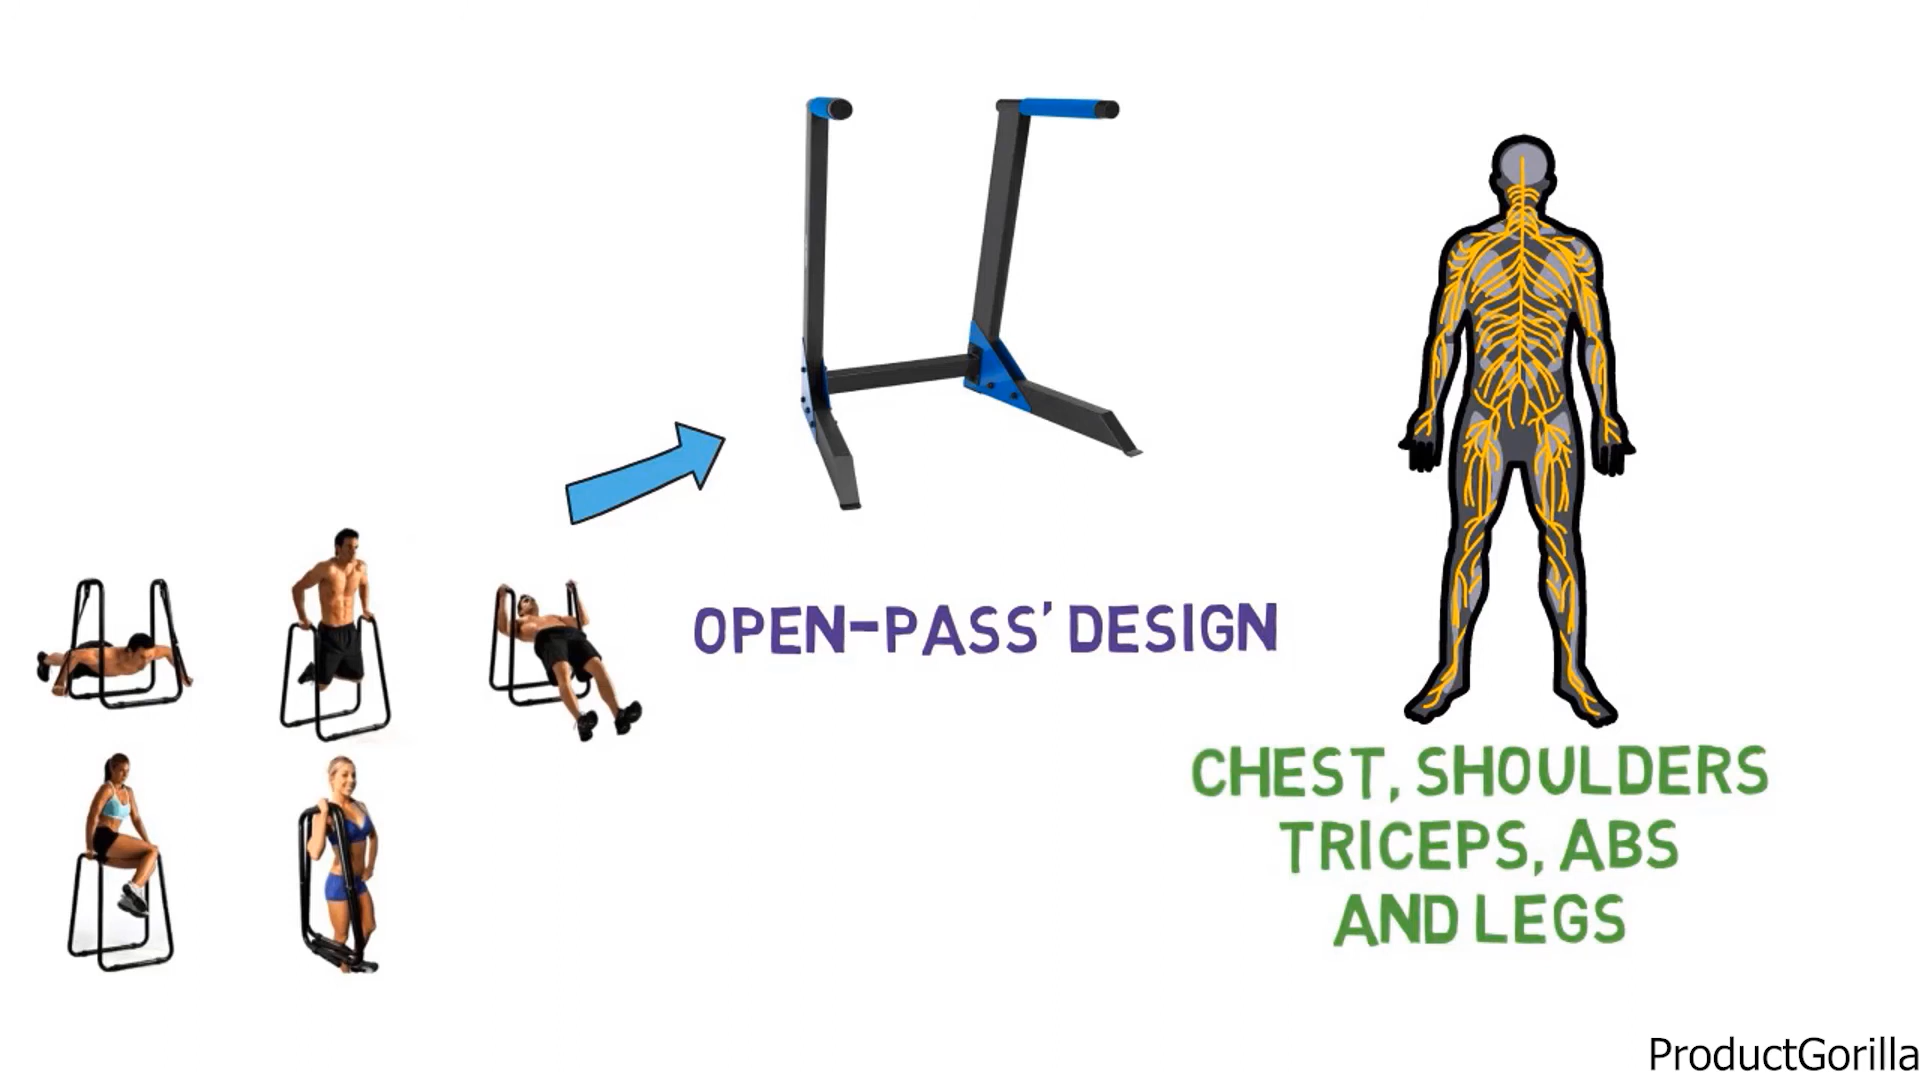 OPEN-PASS' DESIGN
CHEST, SHOULDERS
TRICEPS, ABS
AND LEGS
ProductGorilla